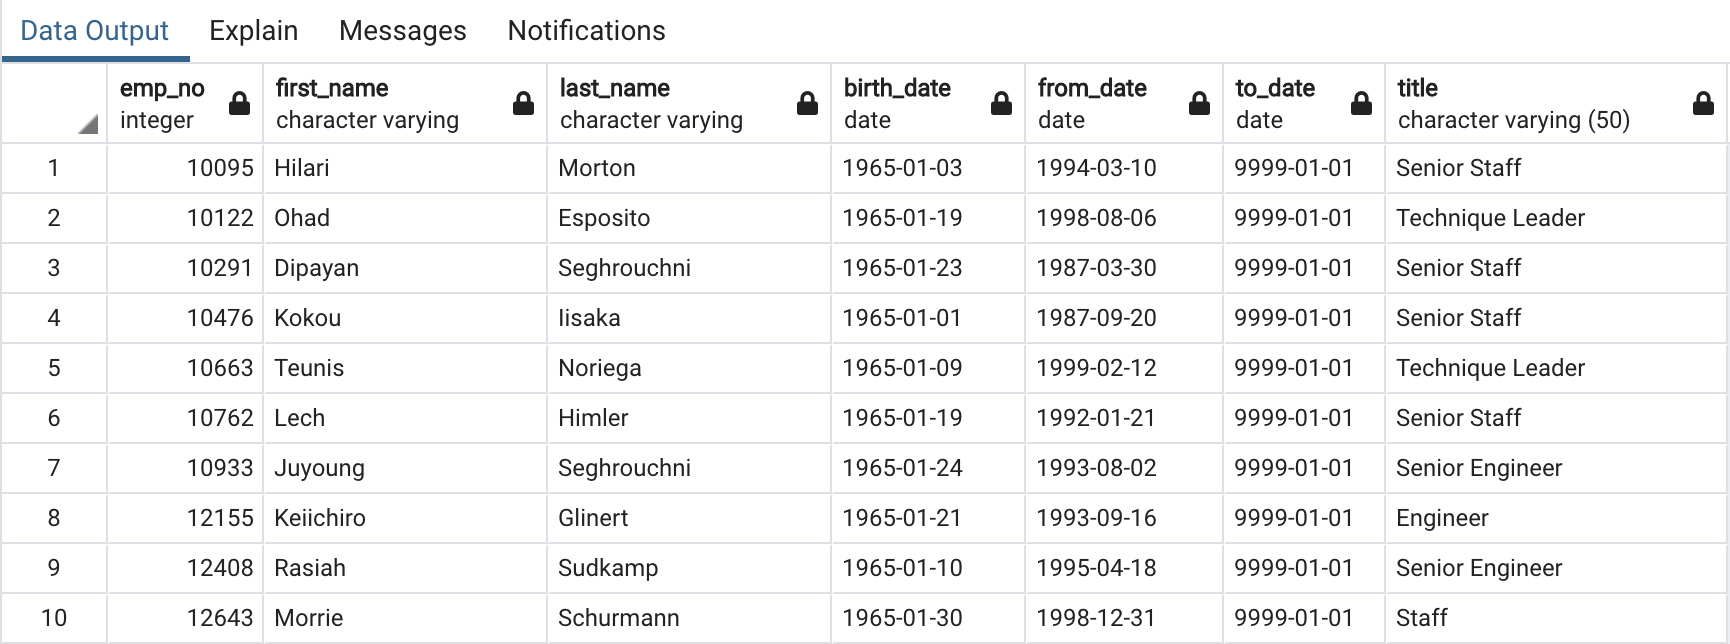 Data Output Explain Messages Notifications
emp_no first_name last_name birth_date from_date to_date title
integer character varying character varying date date date character varying (50)
1 10095 Hilari Morton 1965-01-03 1994-03-10 9999-01-01 Senior Staff
2 10122 Ohad Esposito 1965-01-19 1998-08-06 9999-01-01 Technique Leader
3 10291 Dipayan Seghrouchni 1965-01-23 1987-03-30 9999-01-01 Senior Staff
4 10476 Kokou Iisaka 1965-01-01 1987-09-20 9999-01-01 Senior Staff
5 10663 Teunis Noriega 1965-01-09 1999-02-12 9999-01-01 Technique Leader
6 10762 Lech Himler 1965-01-19 1992-01-21 9999-01-01 Senior Staff
7 10933 Juyoung Seghrouchni 1965-01-24 1993-08-02 9999-01-01 Senior Engineer
8 12155 Keiichiro Glinert 1965-01-21 1993-09-16 9999-01-01 Engineer
9 12408 Rasiah Sudkamp 1965-01-10 1995-04-18 9999-01-01 Senior Engineer
10 12643 Morrie Schurmann 1965-01-30 1998-12-31 9999-01-01 Staff